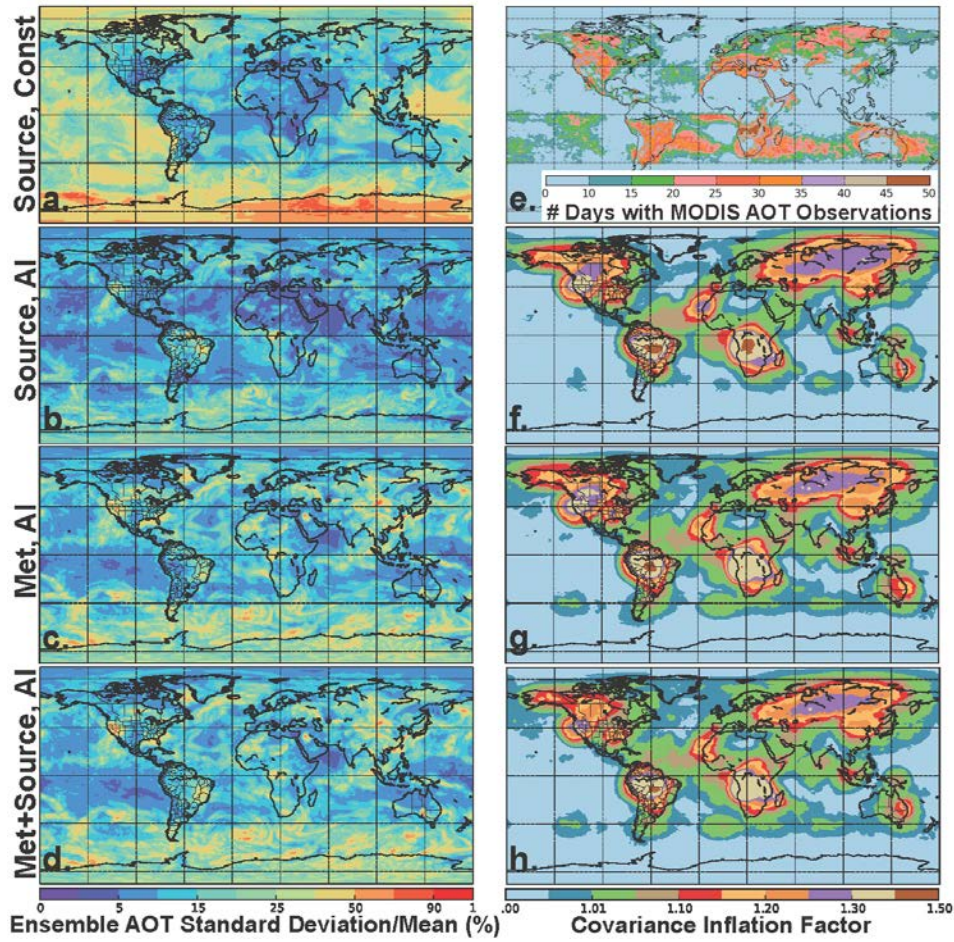 Source, Const
a.
e.
0 10 15 20 25 30 35 40 45 50
# Days with MODIS AOT Observations
Source, AI
b.
f.
Met, AI
c.
g.
Met+Source, AI
d.
h.
0 5 15 25 50 90 1
Ensemble AOT Standard Deviation/Mean (%)
.00 1.01 1.10 1.20 1.30 1.50
Covariance Inflation Factor